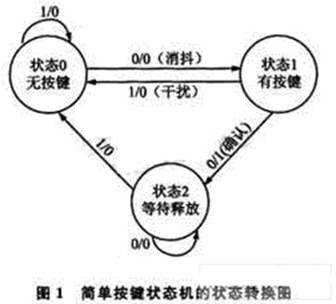 1/0
状态0
无按键
0/0（消抖）
1/0（干扰）
状态1
有按键
1/0
0/1(确认)
状态2
等待释放
0/0
图 1 简单按键状态机的状态转换图